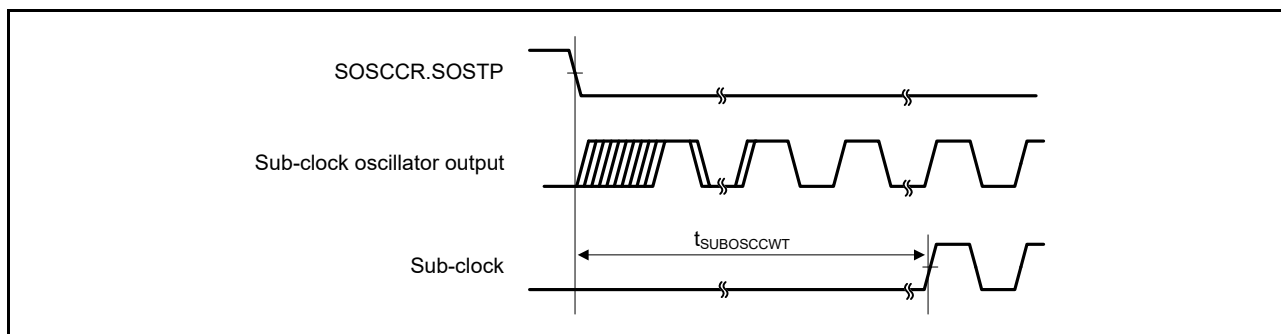 SOSCCR.SOSTP
Sub-clock oscillator output
tSUBOSCCWT
Sub-clock